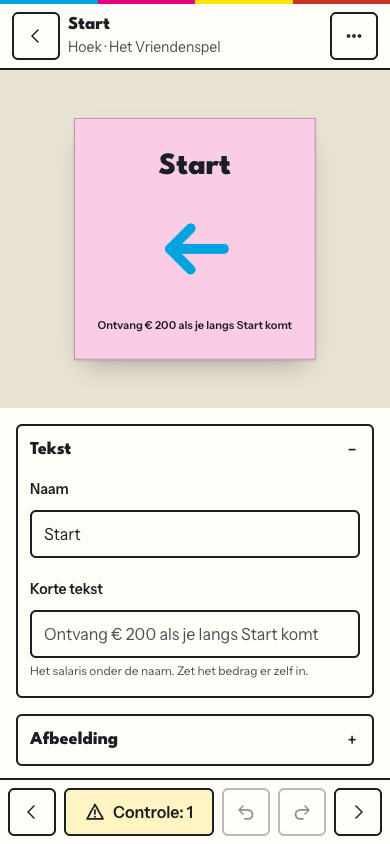 Start
Hoek · Het Vriendenspel
Start
Ontvang € 200 als je langs Start komt
Tekst
Naam
Start
Korte tekst
Ontvang € 200 als je langs Start komt
Het salaris onder de naam. Zet het bedrag er zelf in.
Afbeelding
Controle: 1